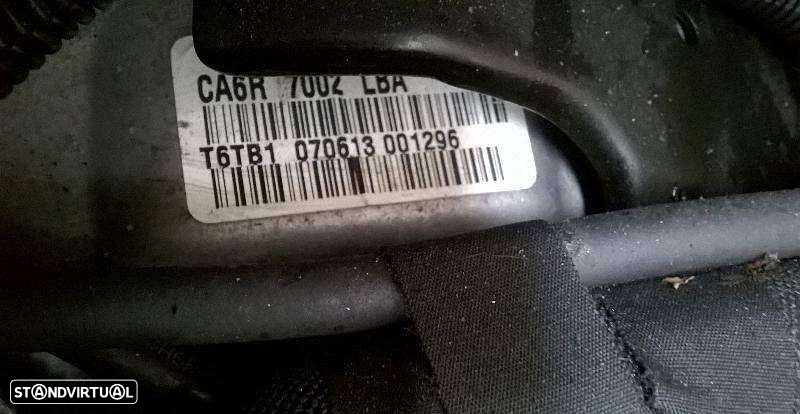 CA6R 7002 LBA
T6TB1 070613 001296
STANDVIRTUAL